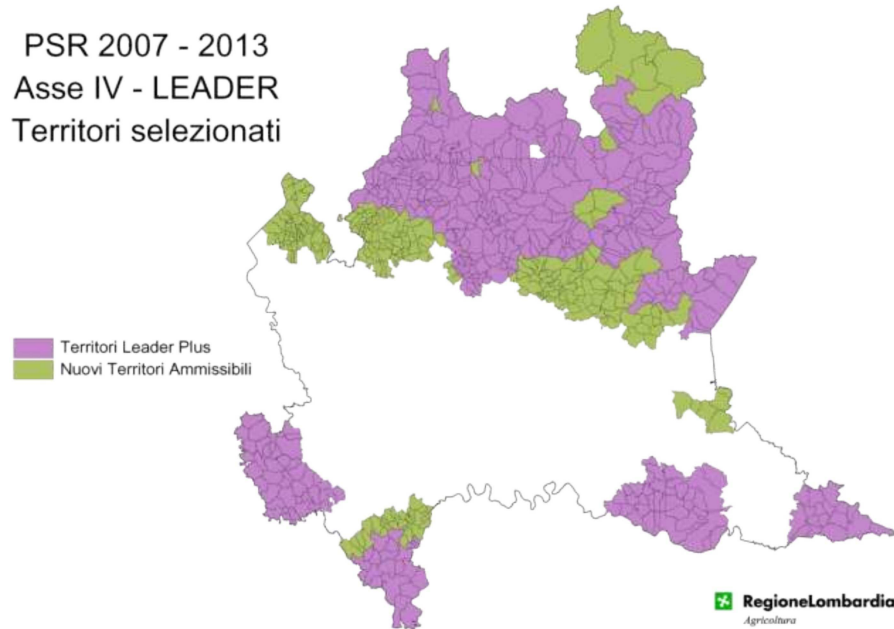 PSR 2007 - 2013
Asse IV - LEADER
Territori selezionati
Territori Leader Plus
Nuovi Territori Ammissibili
RegioneLombardia
Agricoltura